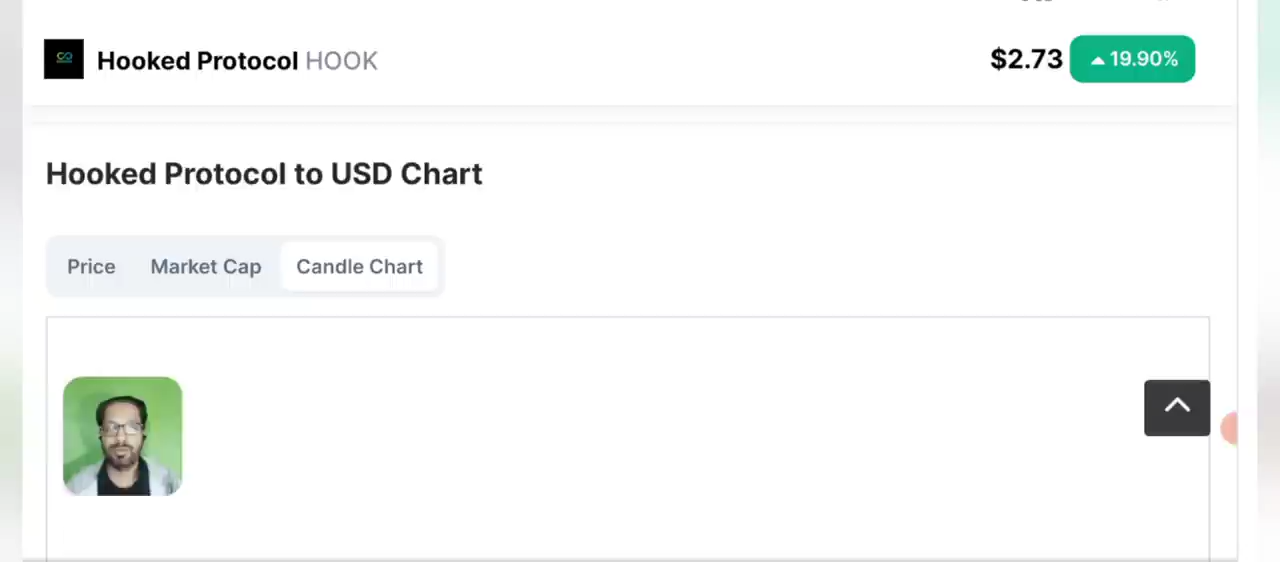 Hooked Protocol HOOK
$2.73 19.90%
Hooked Protocol to USD Chart
Price Market Cap Candle Chart